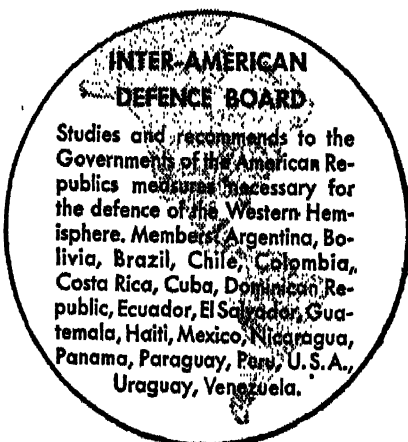 INTER-AMERICAN
DEFENCE BOARD
Studies and recommends to the
Governments of the American Re-
publics measures necessary for
the defence of the Western Hem-
isphere. Members: Argentina, Bo-
livia, Brazil, Chile, Colombia,
Costa Rica, Cuba, Dominican Re-
public, Ecuador, El Salvador, Gua-
temala, Haiti, Mexico, Nicaragua,
Panama, Paraguay, Peru, U.S.A.,
Uraguay, Venezuela.